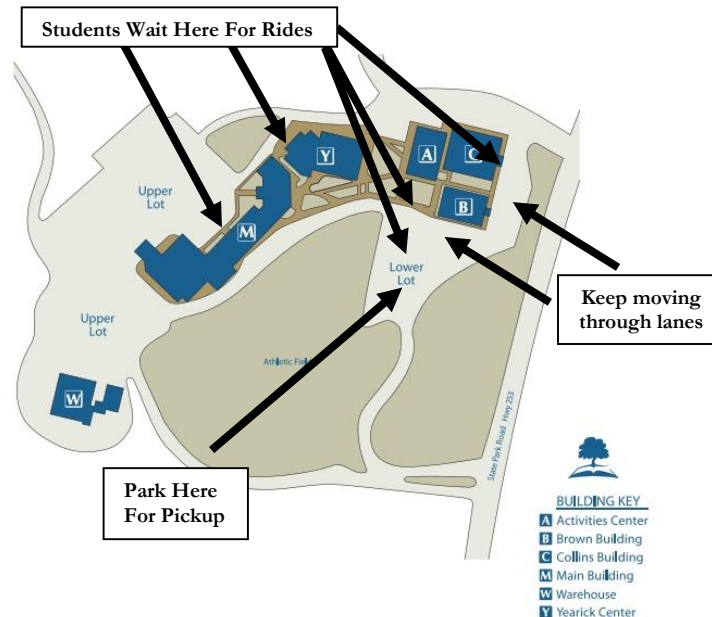 Students Wait Here For Rides
Y
A
C
Upper
Lot
B
M
Lower
Lot
Keep moving
through lanes
Upper
Lot
Athletic Field
W
State Park Road Hwy 253
Park Here
For Pickup
BUILDING KEY
A Activities Center
B Brown Building
C Collins Building
M Main Building
W Warehouse
Y Yearick Center